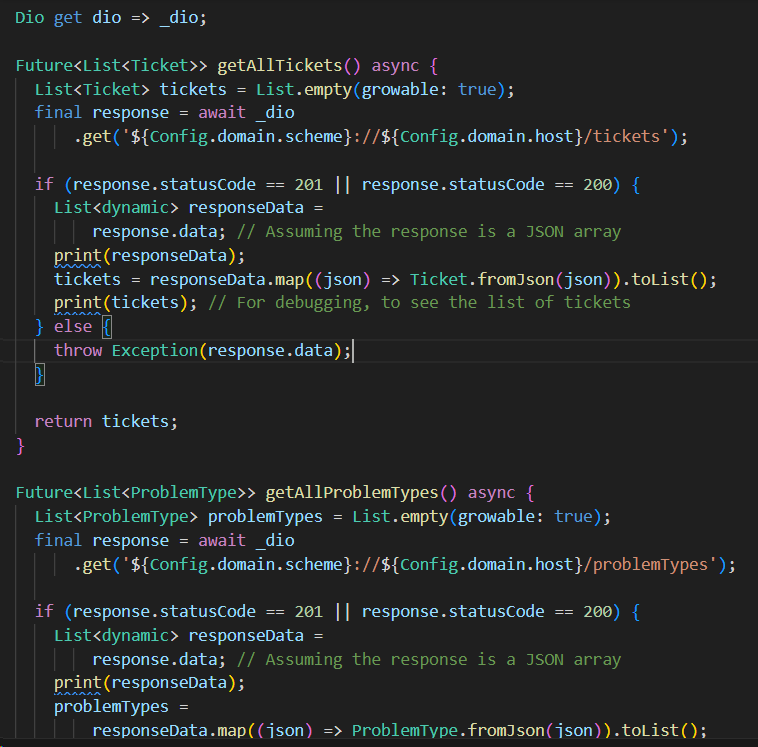 Dio get dio => _dio;
Future<List<Ticket>> getAllTickets() async {
List<Ticket> tickets = List.empty(growable: true);
final response = await _dio
.get('${Config.domain.scheme}://${Config.domain.host}/tickets');
if (response.statusCode == 201 || response.statusCode == 200) {
List<dynamic> responseData =
response.data; // Assuming the response is a JSON array
print(responseData);
tickets = responseData.map((json) => Ticket.fromJson(json)).toList();
print(tickets); // For debugging, to see the list of tickets
} else {
throw Exception(response.data);
}
return tickets;
}
Future<List<ProblemType>> getAllProblemTypes() async {
List<ProblemType> problemTypes = List.empty(growable: true);
final response = await _dio
.get('${Config.domain.scheme}://${Config.domain.host}/problemTypes');
if (response.statusCode == 201 || response.statusCode == 200) {
List<dynamic> responseData =
response.data; // Assuming the response is a JSON array
print(responseData);
problemTypes =
responseData.map((json) => ProblemType.fromJson(json)).toList();